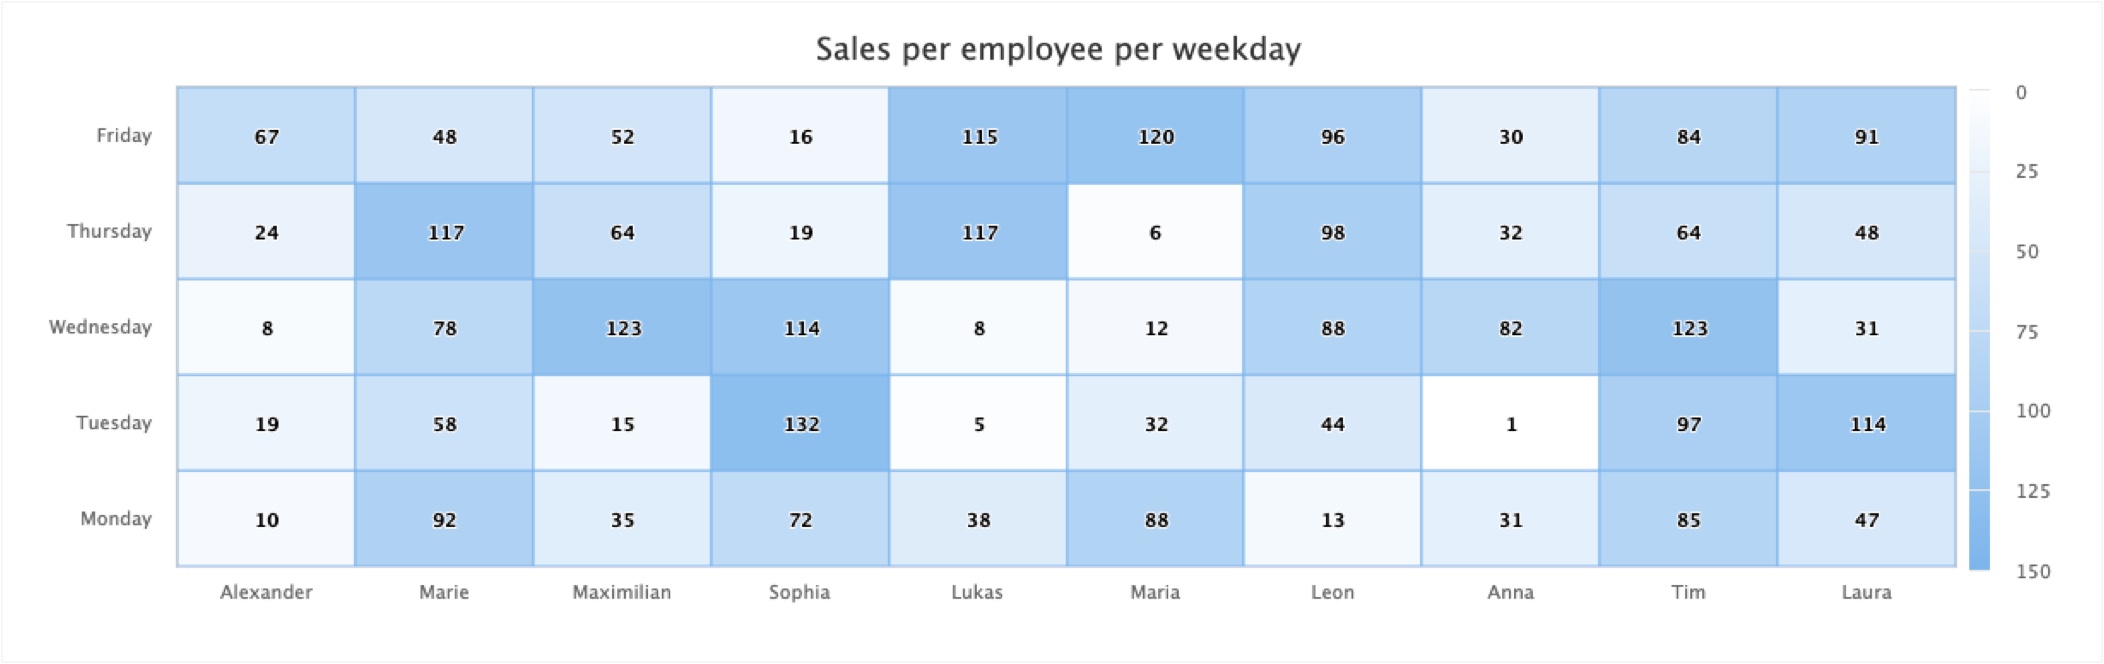 Sales per employee per weekday
Friday 67 48 52 16 115 120 96 30 84 91
Thursday 24 117 64 19 117 6 98 32 64 48
Wednesday 8 78 123 114 8 12 88 82 123 31
Tuesday 19 58 15 132 5 32 44 1 97 114
Monday 10 92 35 72 38 88 13 31 85 47
Alexander Marie Maximilian Sophia Lukas Maria Leon Anna Tim Laura
0
25
50
75
100
125
150